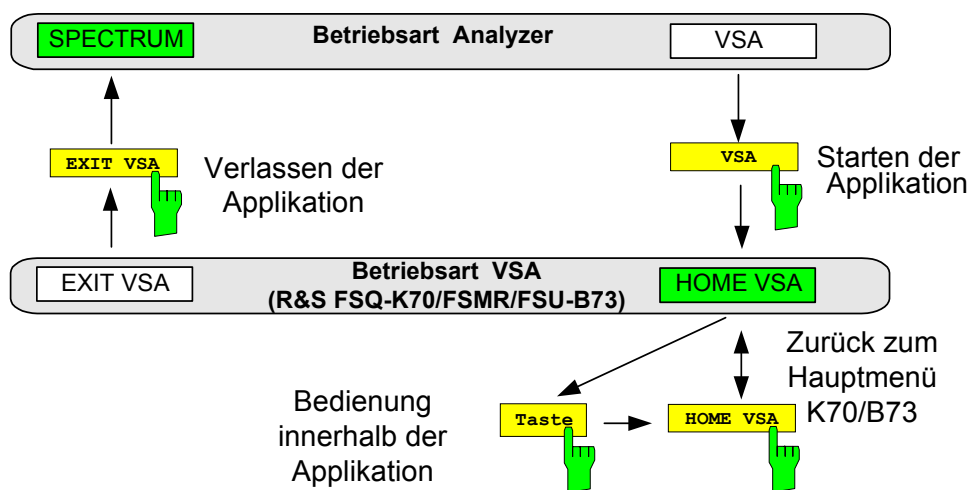 SPECTRUM
Betriebsart Analyzer
VSA
EXIT VSA
Verlassen der
Applikation
VSA
Starten der
Applikation
EXIT VSA
Betriebsart VSA
(R&S FSQ-K70/FSMR/FSU-B73)
HOME VSA
Bedienung
innerhalb der
Applikation
Taste
HOME VSA
Zurück zum
Hauptmenü
K70/B73